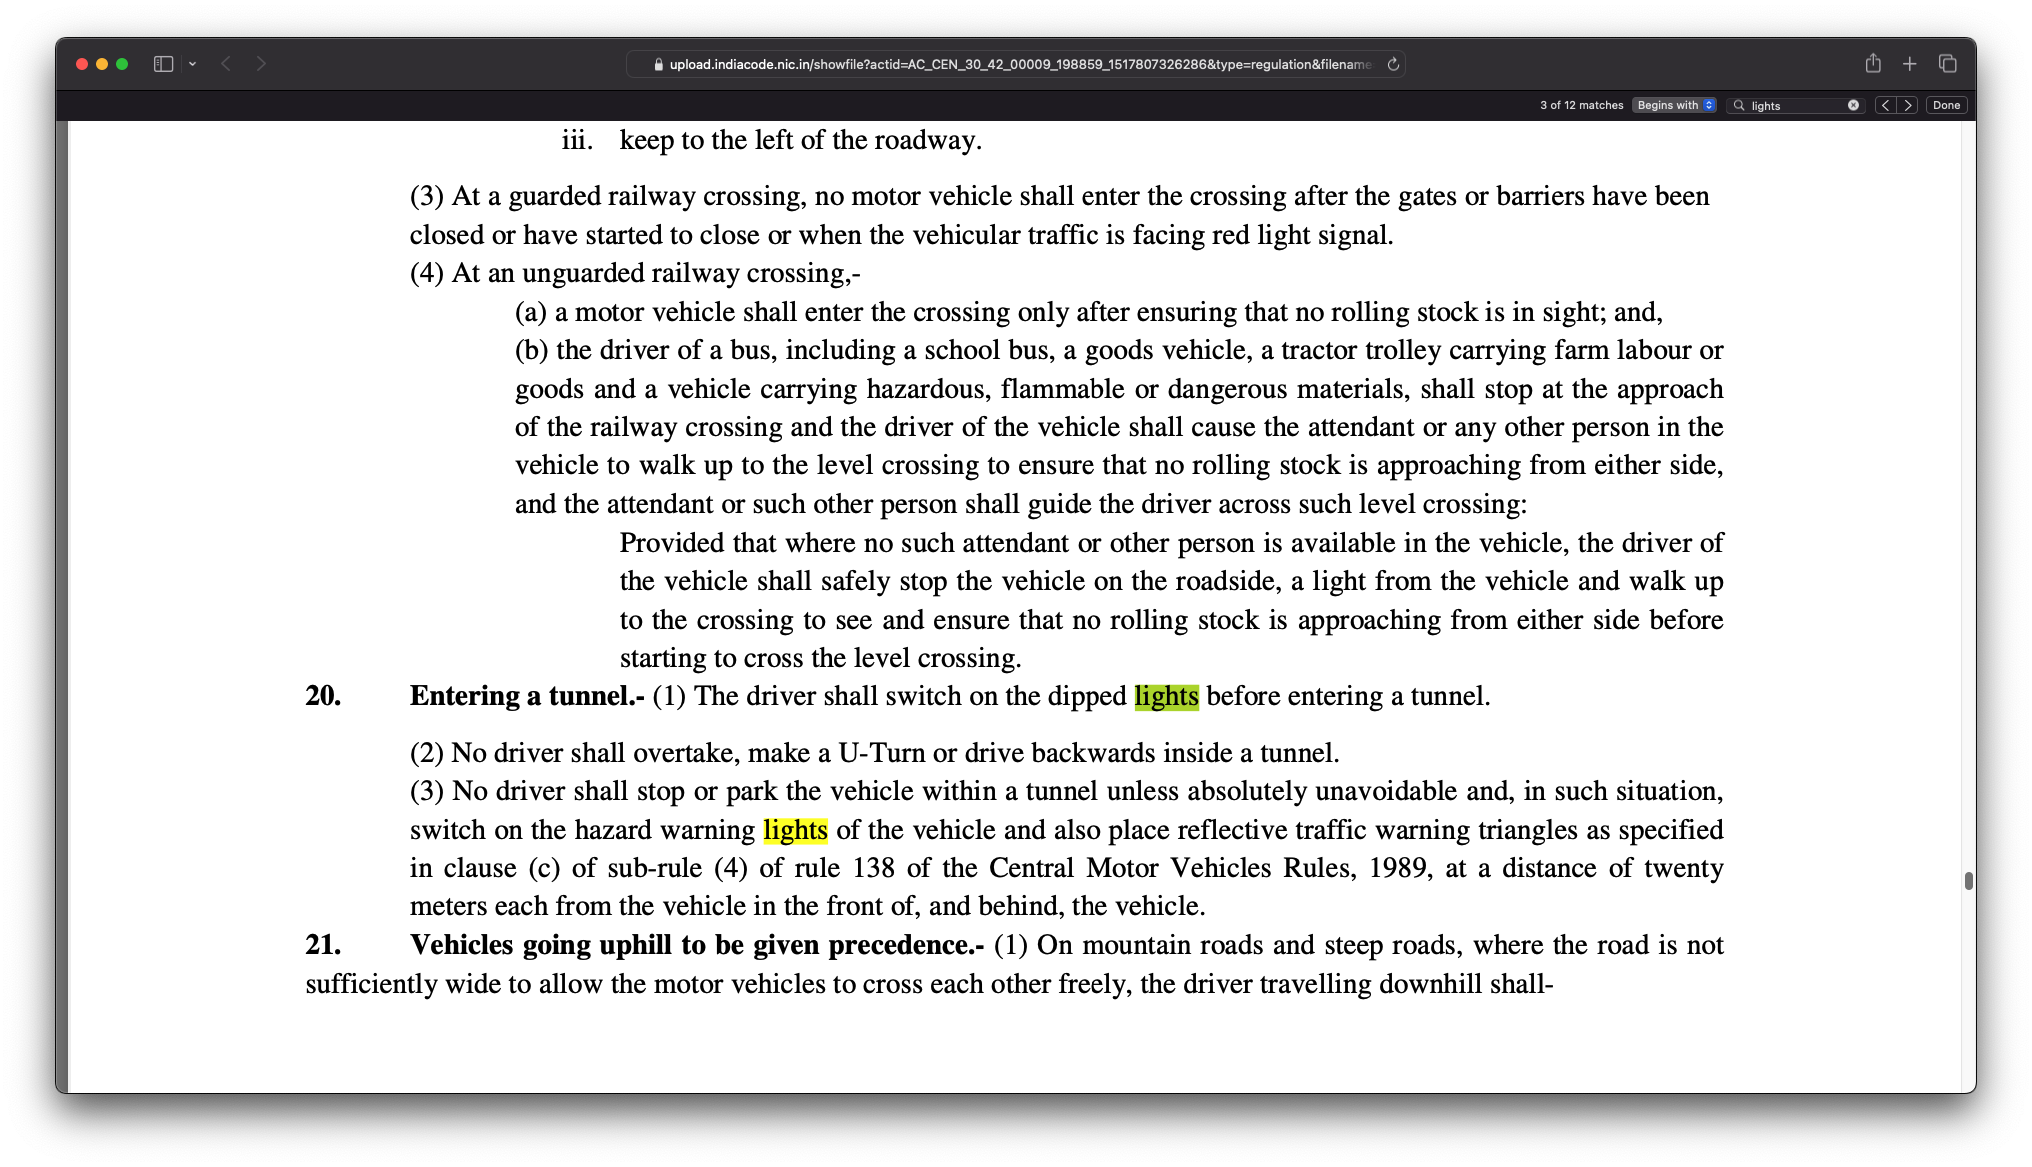 upload.indiacode.nic.in/showfile?actid=AC_CEN_30_42_00009_198859_1517807326286&type=regulation&filename
3 of 12 matches Begins with lights Done
iii. keep to the left of the roadway.
(3) At a guarded railway crossing, no motor vehicle shall enter the crossing after the gates or barriers have been
closed or have started to close or when the vehicular traffic is facing red light signal.
(4) At an unguarded railway crossing,-
(a) a motor vehicle shall enter the crossing only after ensuring that no rolling stock is in sight; and,
(b) the driver of a bus, including a school bus, a goods vehicle, a tractor trolley carrying farm labour or
goods and a vehicle carrying hazardous, flammable or dangerous materials, shall stop at the approach
of the railway crossing and the driver of the vehicle shall cause the attendant or any other person in the
vehicle to walk up to the level crossing to ensure that no rolling stock is approaching from either side,
and the attendant or such other person shall guide the driver across such level crossing:
Provided that where no such attendant or other person is available in the vehicle, the driver of
the vehicle shall safely stop the vehicle on the roadside, a light from the vehicle and walk up
to the crossing to see and ensure that no rolling stock is approaching from either side before
starting to cross the level crossing.
20. Entering a tunnel.- (1) The driver shall switch on the dipped lights before entering a tunnel.
(2) No driver shall overtake, make a U-Turn or drive backwards inside a tunnel.
(3) No driver shall stop or park the vehicle within a tunnel unless absolutely unavoidable and, in such situation,
switch on the hazard warning lights of the vehicle and also place reflective traffic warning triangles as specified
in clause (c) of sub-rule (4) of rule 138 of the Central Motor Vehicles Rules, 1989, at a distance of twenty
meters each from the vehicle in the front of, and behind, the vehicle.
21. Vehicles going uphill to be given precedence.- (1) On mountain roads and steep roads, where the road is not
sufficiently wide to allow the motor vehicles to cross each other freely, the driver travelling downhill shall-